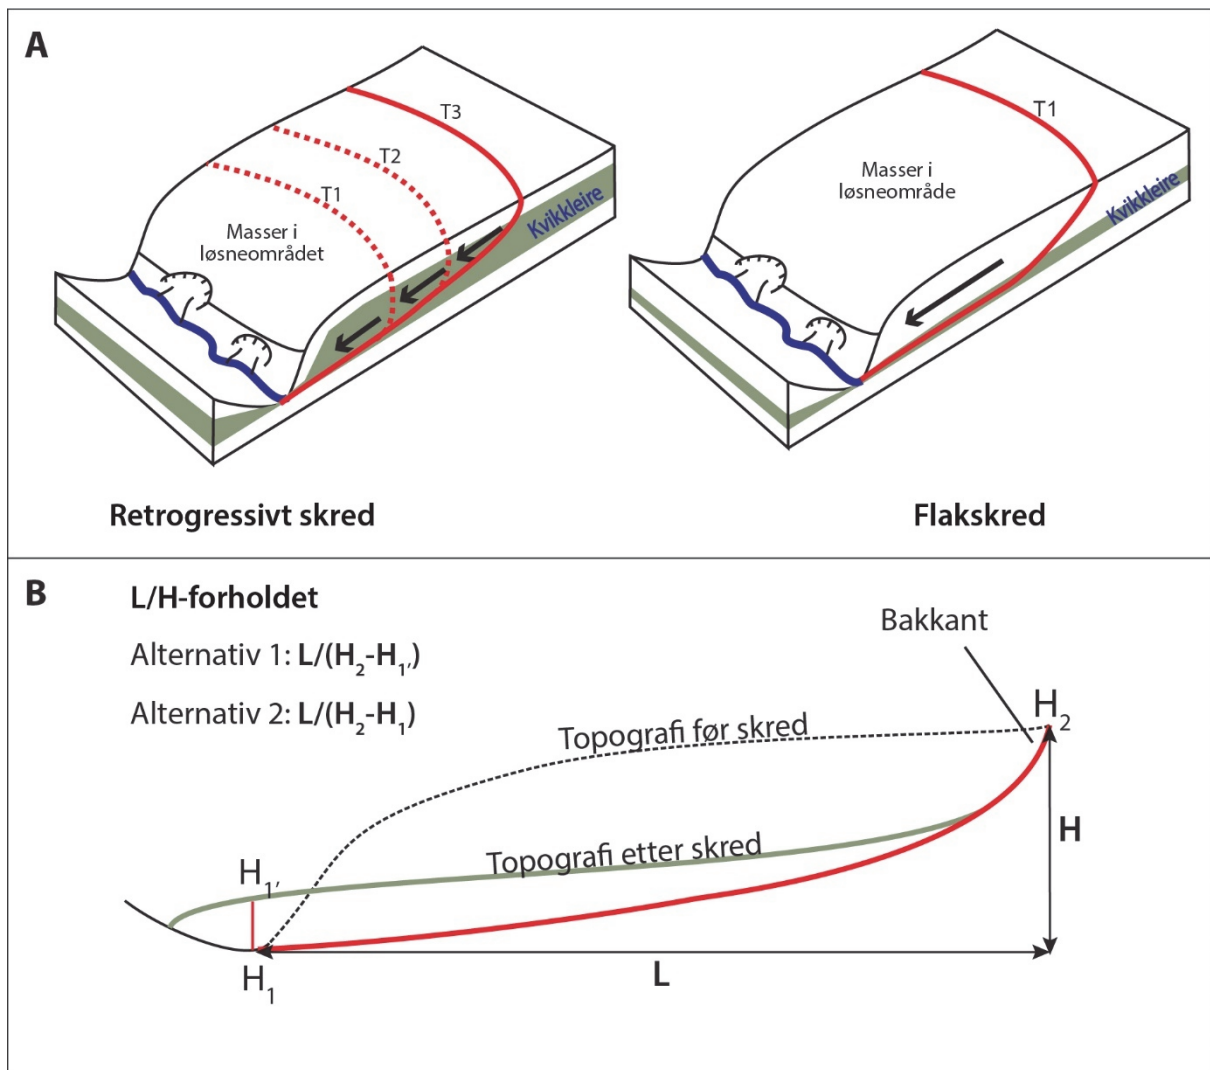 A
T3
T2
T1
Masser i
løsneområdet
Kvikkleire
Retrogressivt skred
T1
Masser i
løsneområde
Kvikkleire
Flakskred
B
L/H-forholdet
Alternativ 1: L/(H₂-H₁')
Alternativ 2: L/(H₂-H₁)
Bakkant
H₂
Topografi før skred
H
Topografi etter skred
H₁'
H₁
L